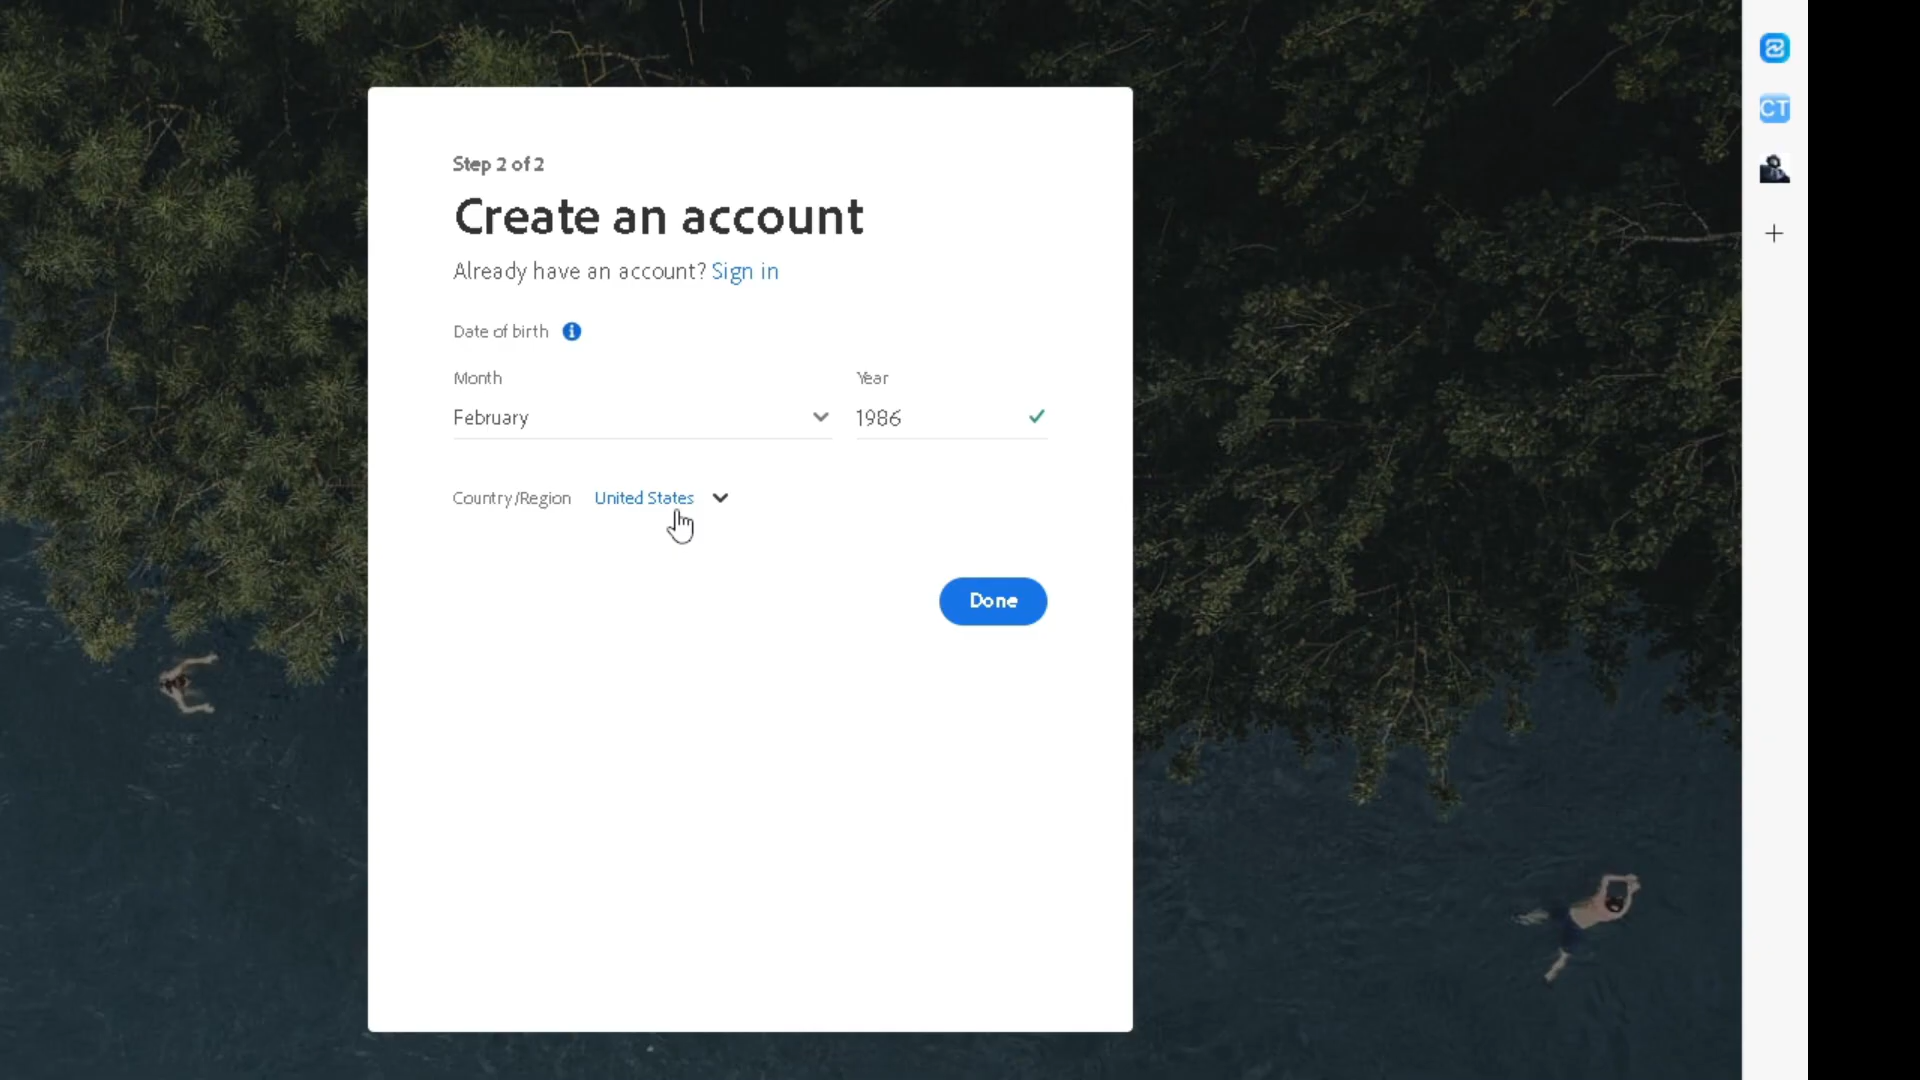 Step 2 of 2
Create an account
Already have an account? Sign in
Date of birth
Month
Year
February
1986
Country/Region United States
Done
CT